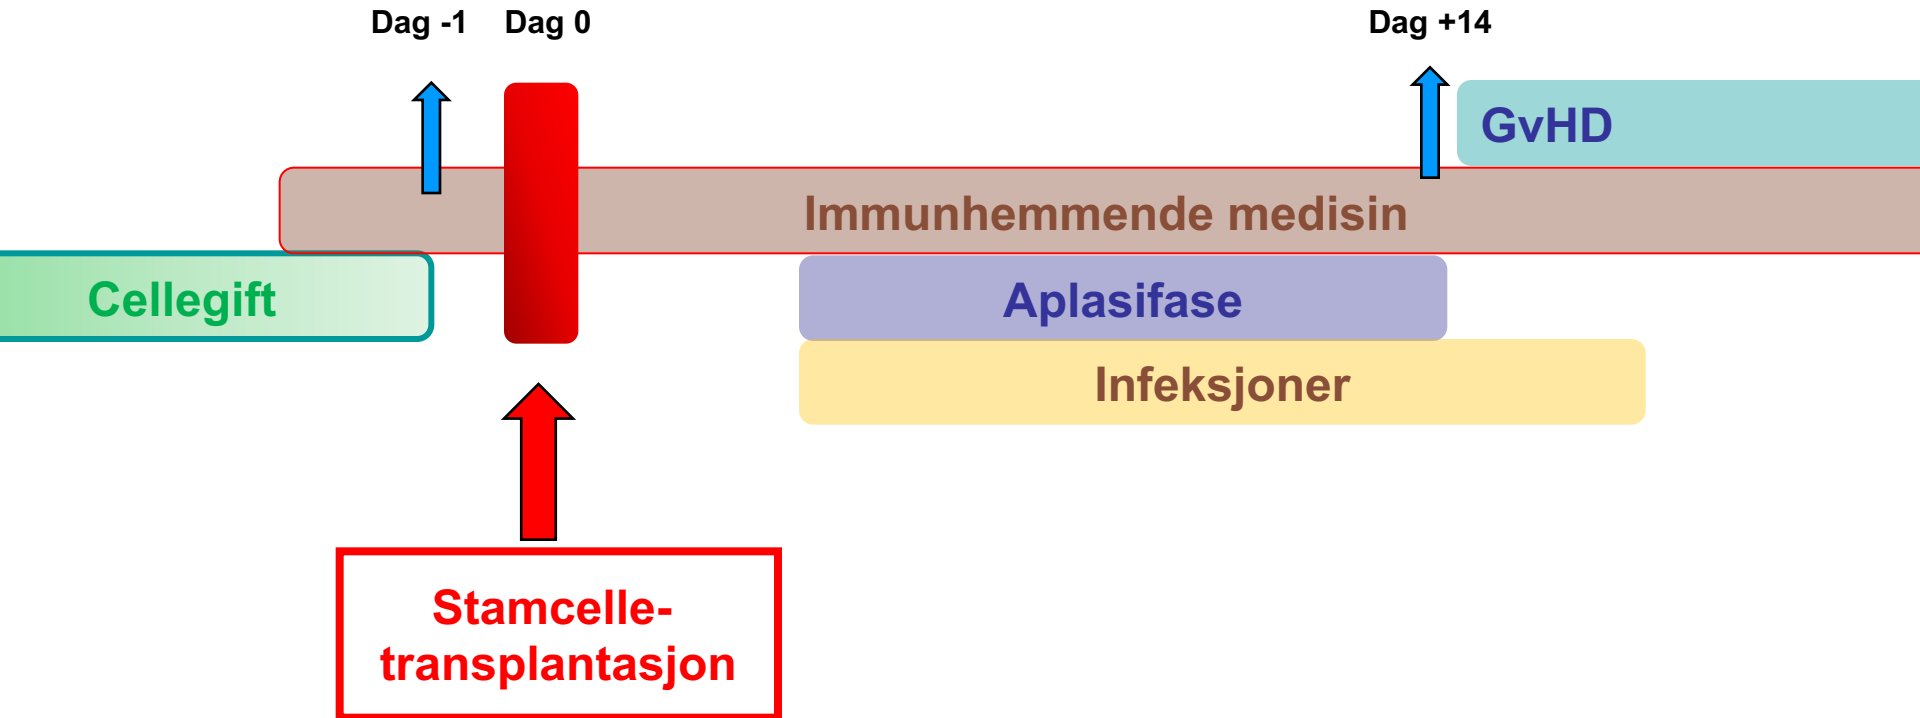 Dag -1
Dag 0
Dag +14
GvHD
Immunhemmende medisin
Cellegift
Aplasifase
Infeksjoner
Stamcelle-
transplantasjon